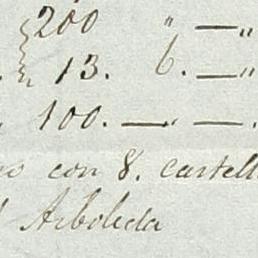 200 " — "
13. 6. — "
100. — " — .
con 8. castell
Arboleda